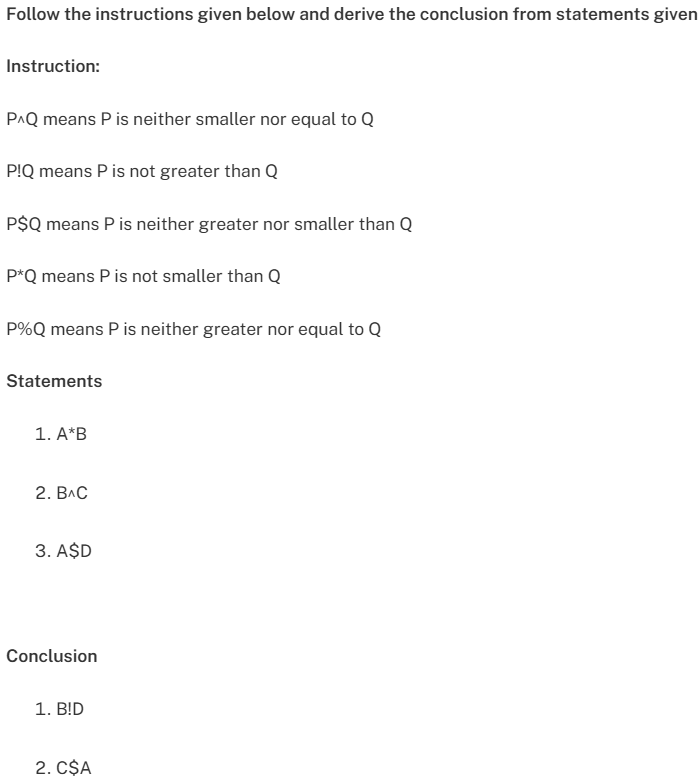 Follow the instructions given below and derive the conclusion from statements given
Instruction:
P^Q means P is neither smaller nor equal to Q
P!Q means P is not greater than Q
P$Q means P is neither greater nor smaller than Q
P*Q means P is not smaller than Q
P%Q means P is neither greater nor equal to Q
Statements
1. A*B
2. B^C
3. A$D
Conclusion
1. B!D
2. C$A